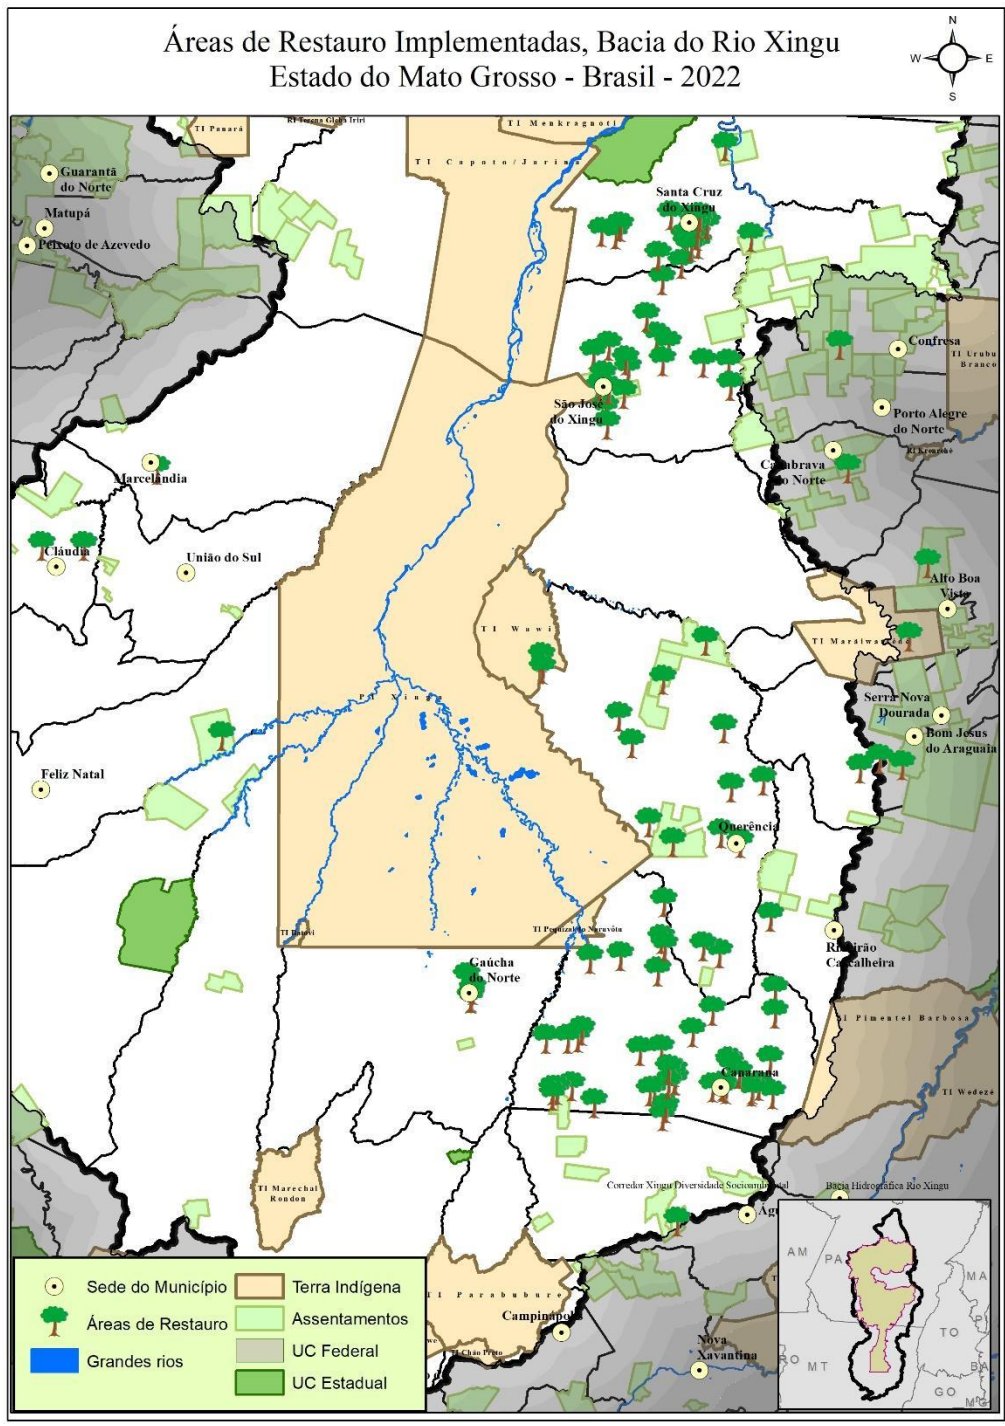 Áreas de Restauro Implementadas, Bacia do Rio Xingu
Estado do Mato Grosso - Brasil - 2022
N
W
E
S
TI Panará
TI Menkragnoti
TI Capoto/Jarina
Guarantã
do Norte
Matupá
Peixoto de Azevedo
Santa Cruz
do Xingu
Confresa
TI Urubu
Branco
São José
do Xingu
Porto Alegre
do Norte
Marcelândia
do Norte
Cláudia
União do Sul
Alto Boa
Vista
TI Wawi
PI Xingu
Serra Nova
Dourada
Bom Jesus
do Araguaia
Feliz Natal
Querência
TI Batovi
TI Pequizal do Naruvôta
Ribeirão
Cascalheira
Gaúcha
do Norte
TI Pimentel Barbosa
Canarana
TI Wedezé
TI Marechal
Rondon
Corredor Xingu Diversidade Socioambiental
Bacia Hidrográfica Rio Xingu
TI Parabubure
Campinápolis
TI Chão Preto
Nova
Xavantina
Sede do Município
Áreas de Restauro
Grandes rios
Terra Indígena
Assentamentos
UC Federal
UC Estadual
AM
PA
MA
PI
TO
RO
MT
BA
GO
MG